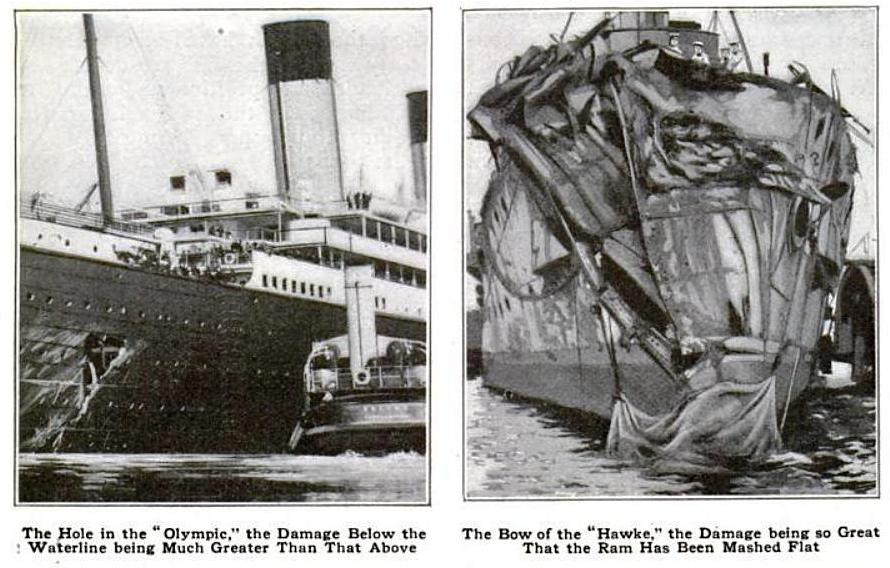 The Hole in the "Olympic," the Damage Below the
Waterline being Much Greater Than That Above
The Bow of the "Hawke," the Damage being so Great
That the Ram Has Been Mashed Flat